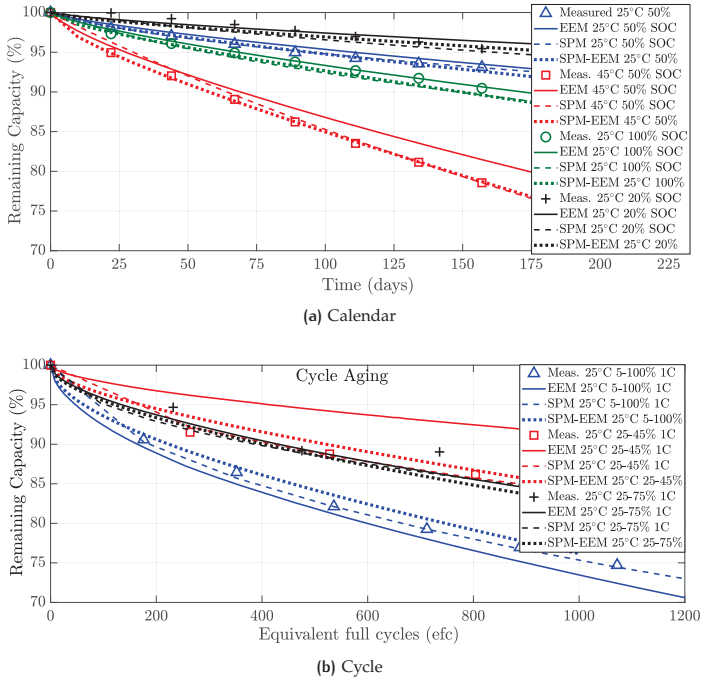 100
95
90
85
80
75
70
Remaining Capacity (%)
0
25
50
75
100
125
150
175
200
225
Time (days)
Measured 25°C 50%
EEM 25°C 50% SOC
SPM 25°C 50% SOC
SPM-EEM 25°C 50%
Meas. 45°C 50% SOC
EEM 45°C 50% SOC
SPM 45°C 50% SOC
SPM-EEM 45°C 50%
Meas. 25°C 100% SOC
EEM 25°C 100% SOC
SPM 25°C 100% SOC
SPM-EEM 25°C 100%
Meas. 25°C 20% SOC
EEM 25°C 20% SOC
SPM 25°C 20% SOC
SPM-EEM 25°C 20%
(a) Calendar
Cycle Aging
100
95
90
85
80
75
70
Remaining Capacity (%)
0
200
400
600
800
1000
1200
Equivalent full cycles (efc)
Meas. 25°C 5-100% 1C
EEM 25°C 5-100% 1C
SPM 25°C 5-100% 1C
SPM-EEM 25°C 5-100%
Meas. 25°C 25-45% 1C
EEM 25°C 25-45% 1C
SPM 25°C 25-45% 1C
SPM-EEM 25°C 25-45%
Meas. 25°C 25-75% 1C
EEM 25°C 25-75% 1C
SPM 25°C 25-75% 1C
SPM-EEM 25°C 25-75%
(b) Cycle